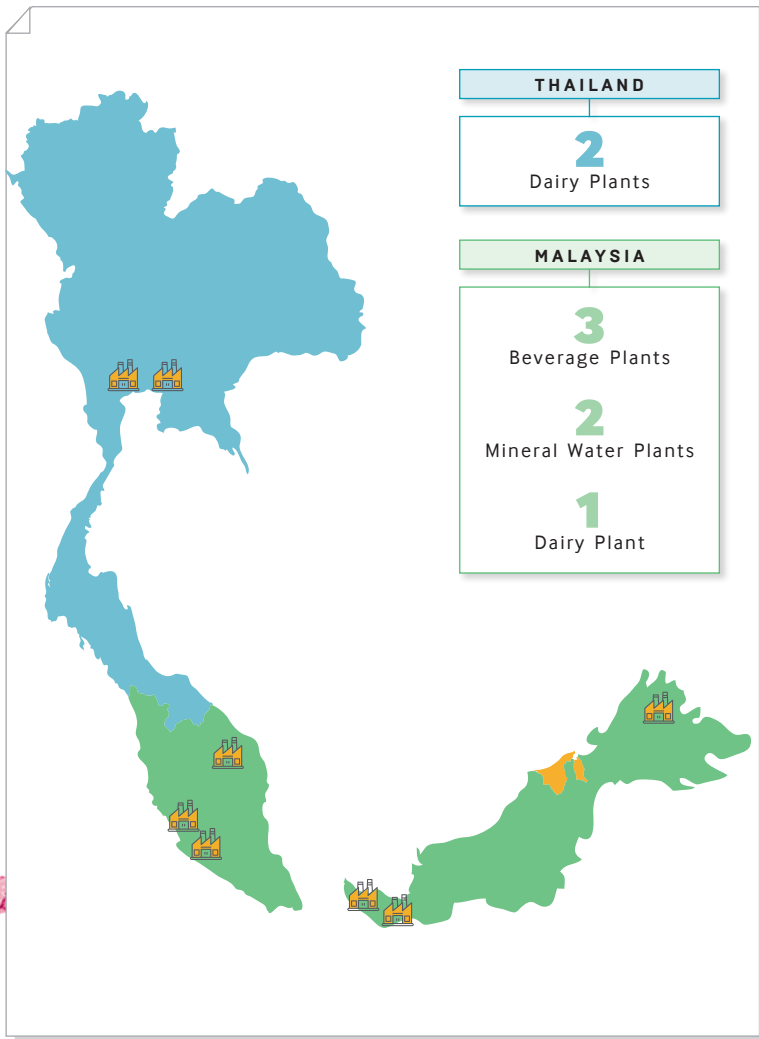 THAILAND
2
Dairy Plants
MALAYSIA
3
Beverage Plants
2
Mineral Water Plants
1
Dairy Plant